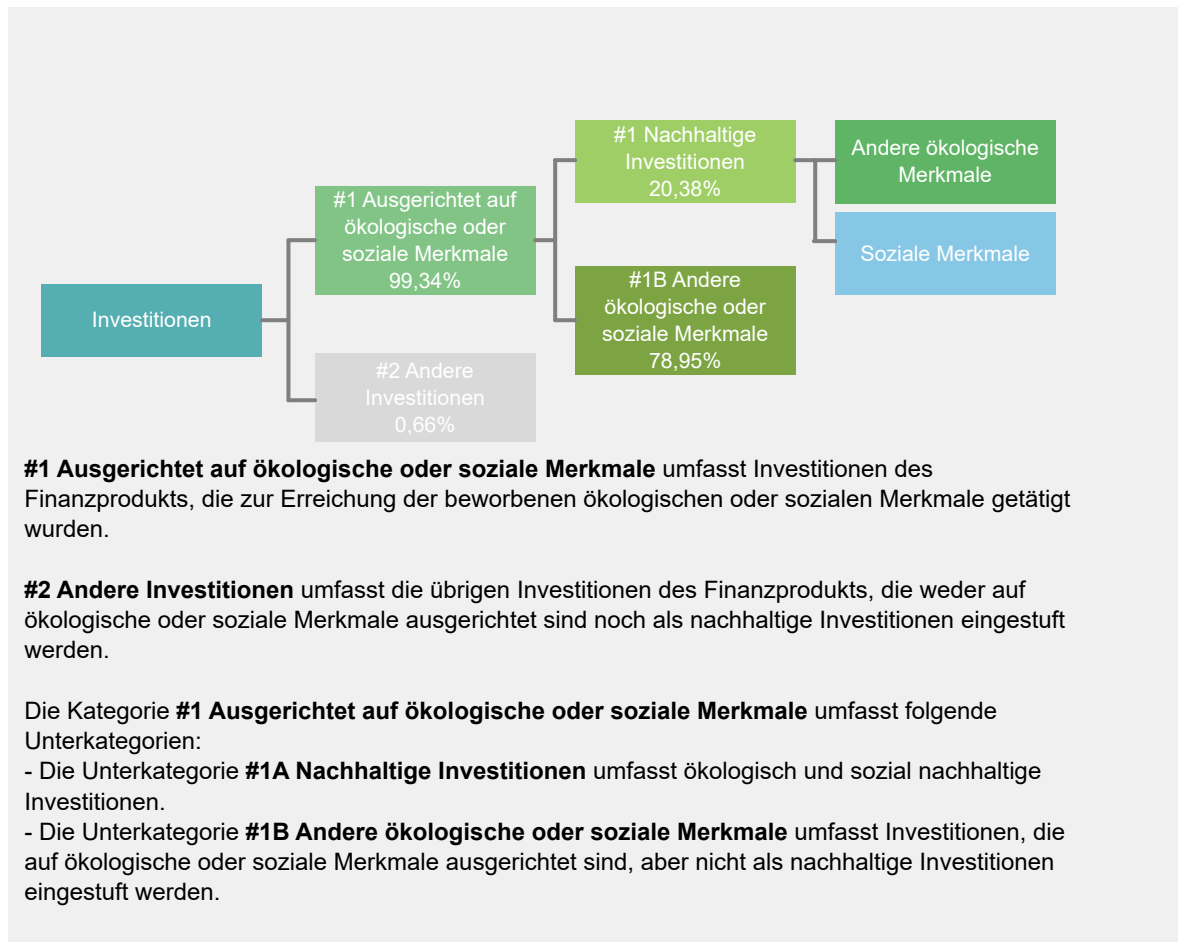 #1 Nachhaltige
Investitionen
20,38%
Andere ökologische
Merkmale
#1 Ausgerichtet auf
ökologische oder
soziale Merkmale
99,34%
Soziale Merkmale
Investitionen
#1B Andere
ökologische oder
soziale Merkmale
78,95%
#2 Andere
Investitionen
0,66%
#1 Ausgerichtet auf ökologische oder soziale Merkmale umfasst Investitionen des
Finanzprodukts, die zur Erreichung der beworbenen ökologischen oder sozialen Merkmale getätigt
wurden.
#2 Andere Investitionen umfasst die übrigen Investitionen des Finanzprodukts, die weder auf
ökologische oder soziale Merkmale ausgerichtet sind noch als nachhaltige Investitionen eingestuft
werden.
Die Kategorie #1 Ausgerichtet auf ökologische oder soziale Merkmale umfasst folgende
Unterkategorien:
- Die Unterkategorie #1A Nachhaltige Investitionen umfasst ökologisch und sozial nachhaltige
Investitionen.
- Die Unterkategorie #1B Andere ökologische oder soziale Merkmale umfasst Investitionen, die
auf ökologische oder soziale Merkmale ausgerichtet sind, aber nicht als nachhaltige Investitionen
eingestuft werden.